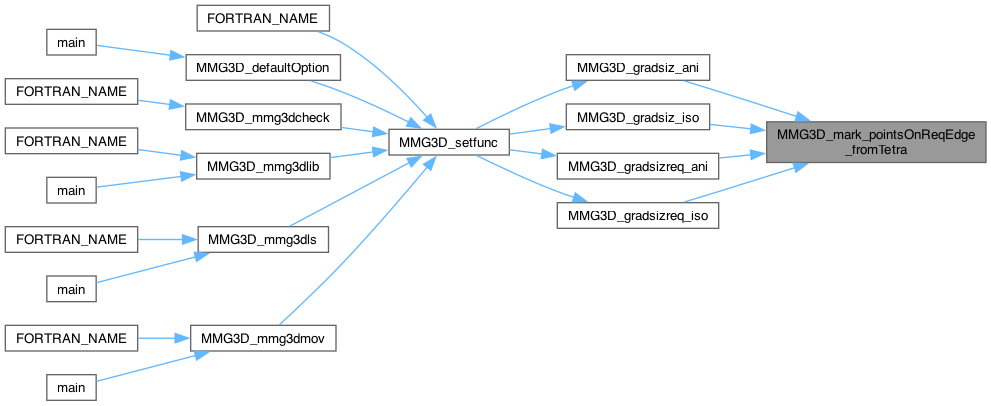 FORTRAN_NAME
main
MMG3D_defaultOption
MMG3D_gradsiz_ani
FORTRAN_NAME
MMG3D_mmg3dcheck
MMG3D_gradsiz_iso
MMG3D_setfunc
MMG3D_mark_pointsOnReqEdge
_fromTetra
FORTRAN_NAME
MMG3D_mmg3dlib
MMG3D_gradsizreq_ani
main
MMG3D_gradsizreq_iso
FORTRAN_NAME
MMG3D_mmg3dls
main
FORTRAN_NAME
MMG3D_mmg3dmov
main